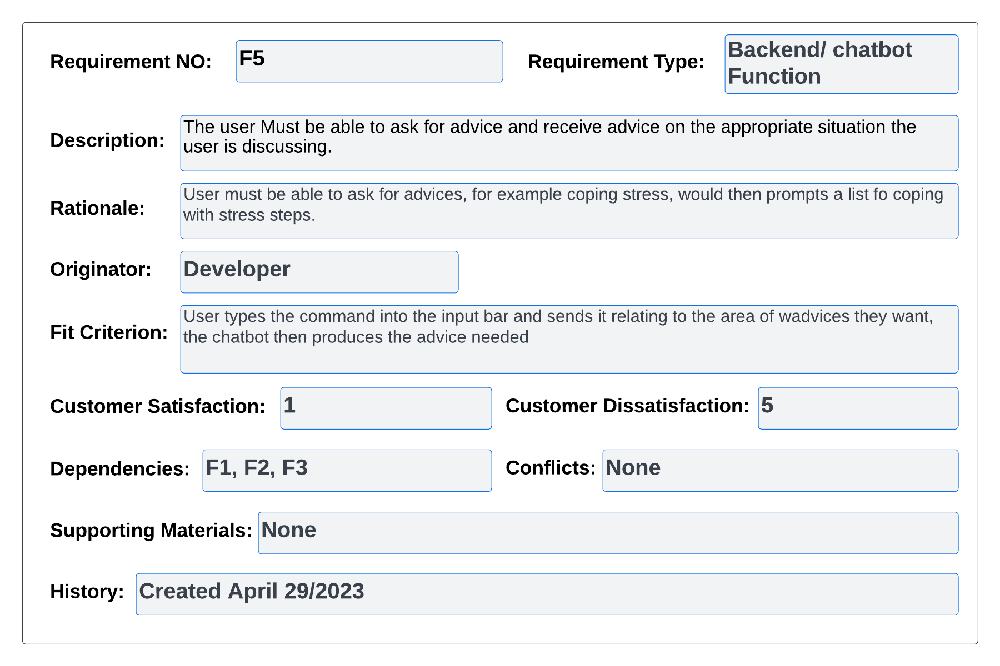 Requirement NO: F5 Requirement Type: Backend/ chatbot
Function
Description: The user Must be able to ask for advice and receive advice on the appropriate situation the
user is discussing.
Rationale: User must be able to ask for advices, for example coping stress, would then prompts a list fo coping
with stress steps.
Originator: Developer
Fit Criterion: User types the command into the input bar and sends it relating to the area of wadvices they want,
the chatbot then produces the advice needed
Customer Satisfaction: 1 Customer Dissatisfaction: 5
Dependencies: F1, F2, F3 Conflicts: None
Supporting Materials: None
History: Created April 29/2023